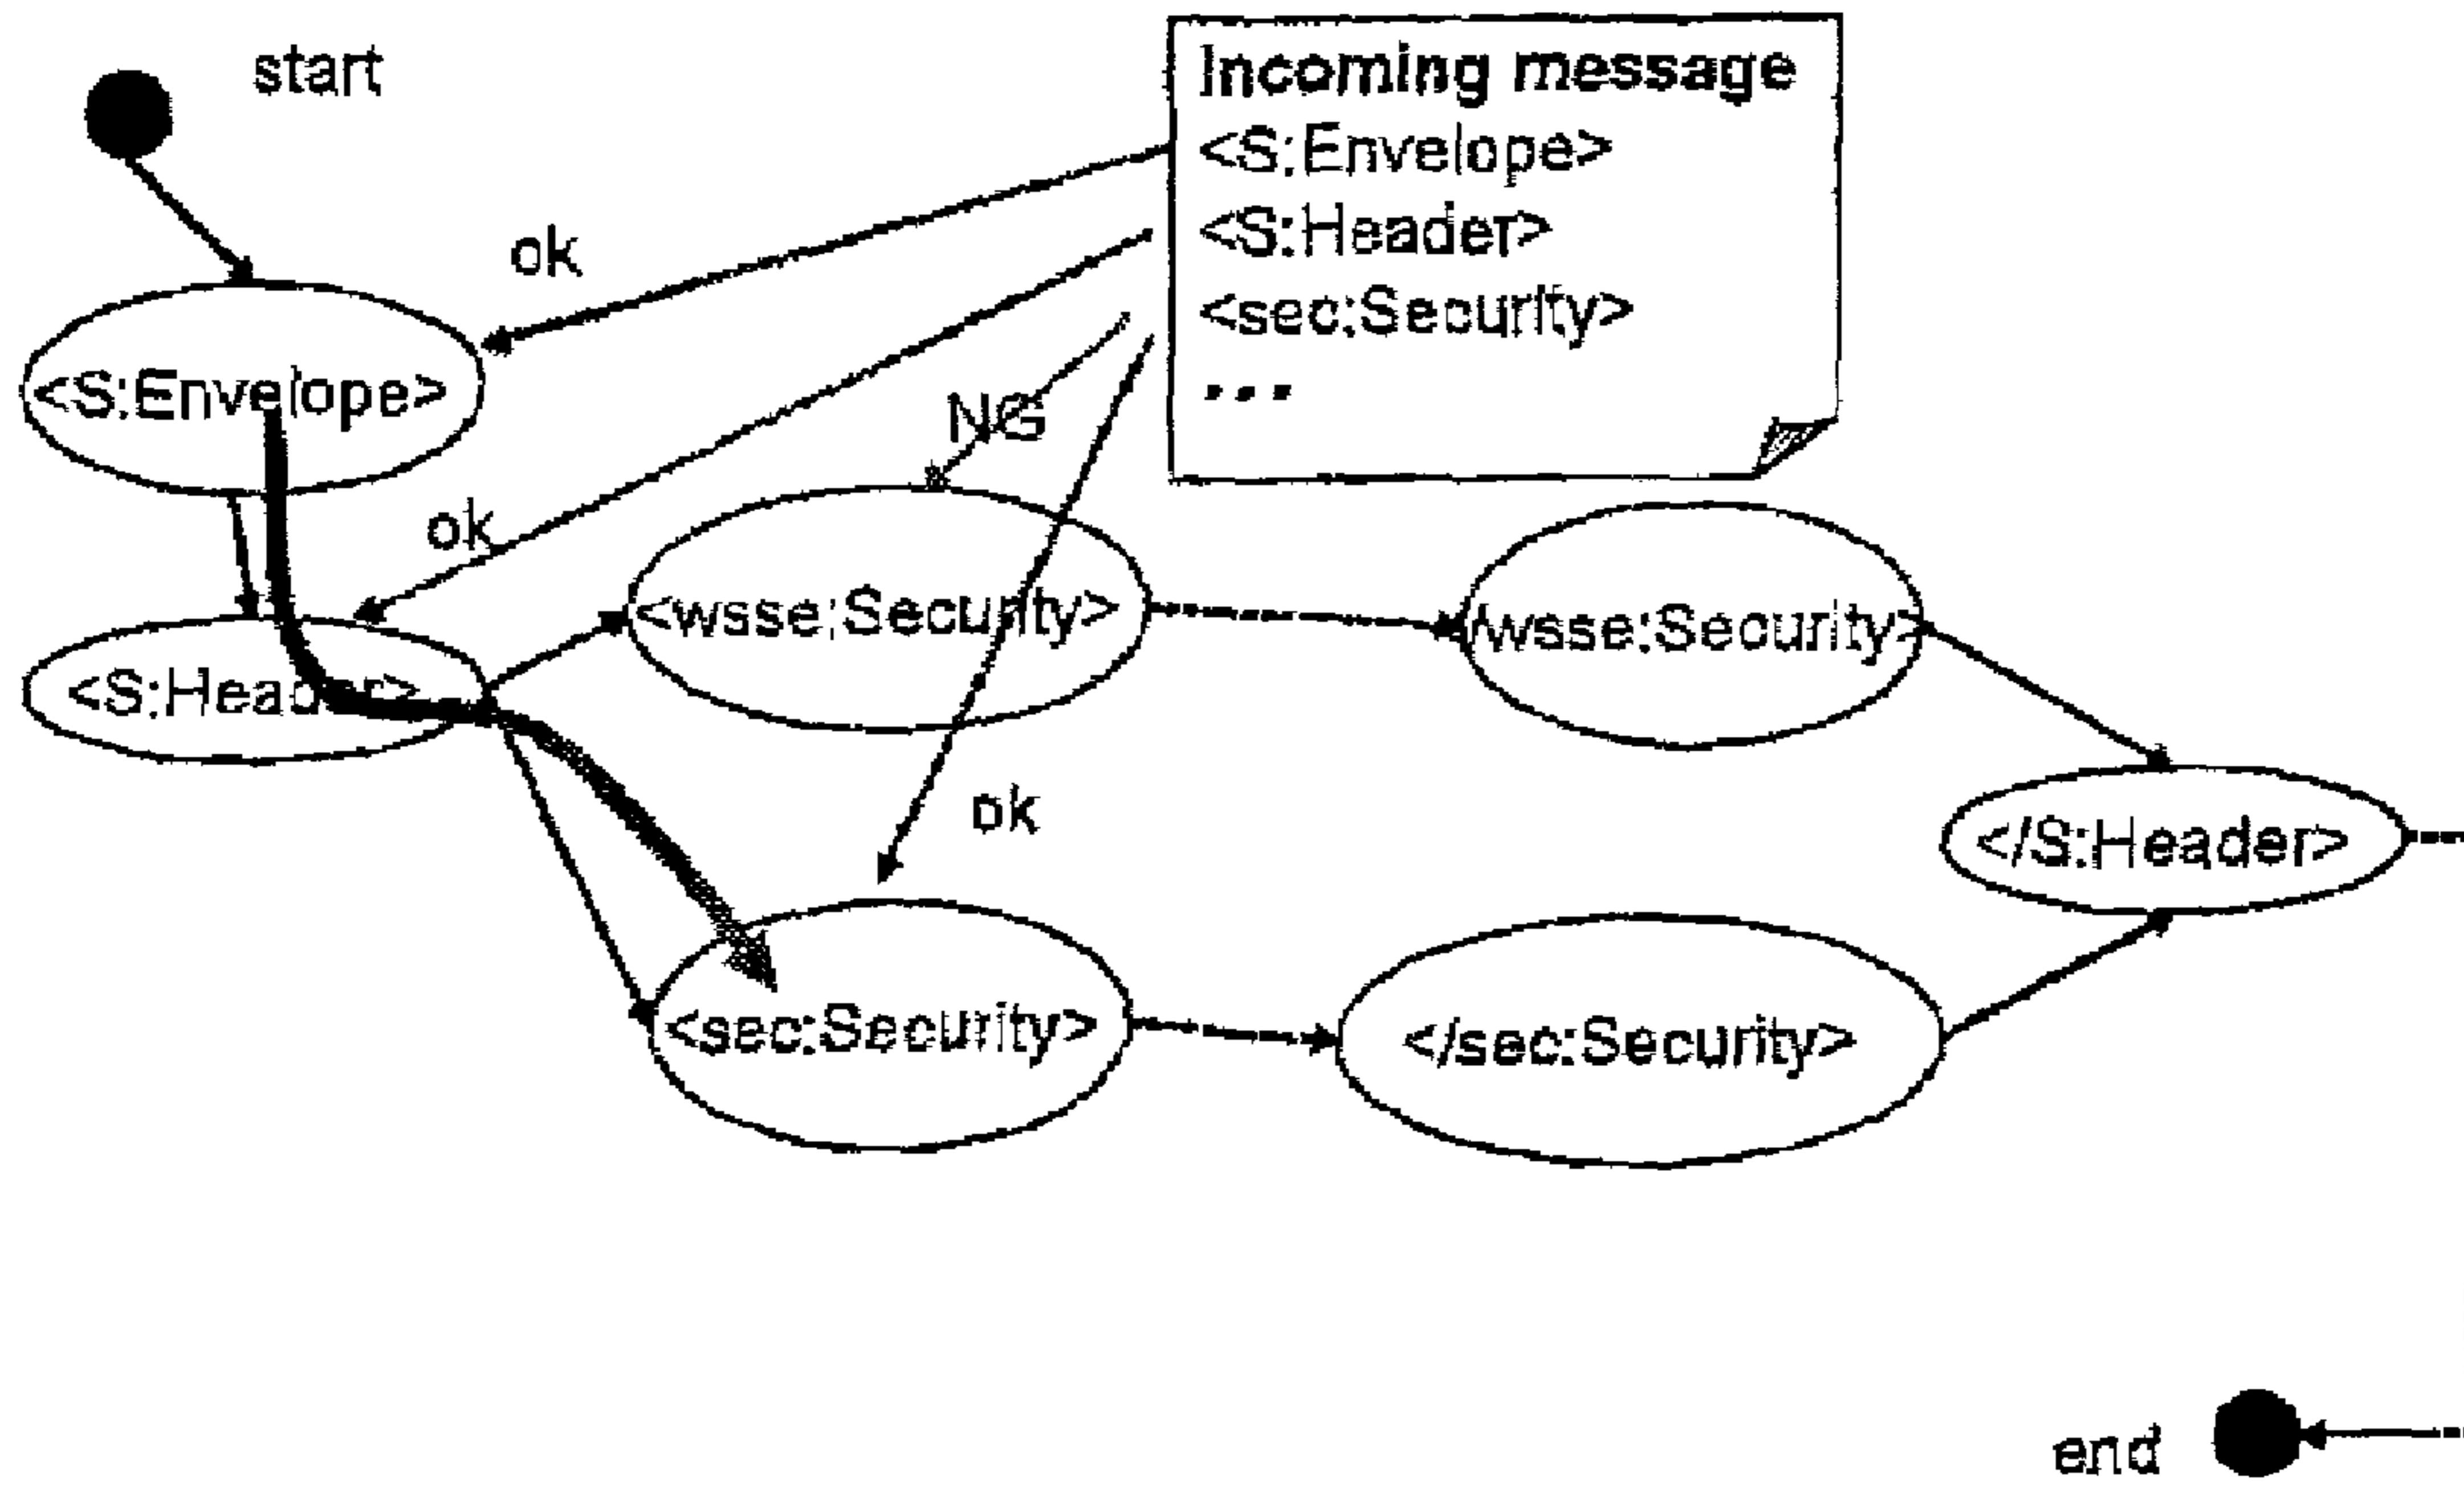 start
Incoming message
<S:Envelope>
<S:Header>
<sec:Security>
...
ok
<S:Envelope>
NG
ok
<wsse:Security>
/wsse:Security>
<S:Header>
ok
</S:Header>
<sec:Security>
</sec:Security>
end